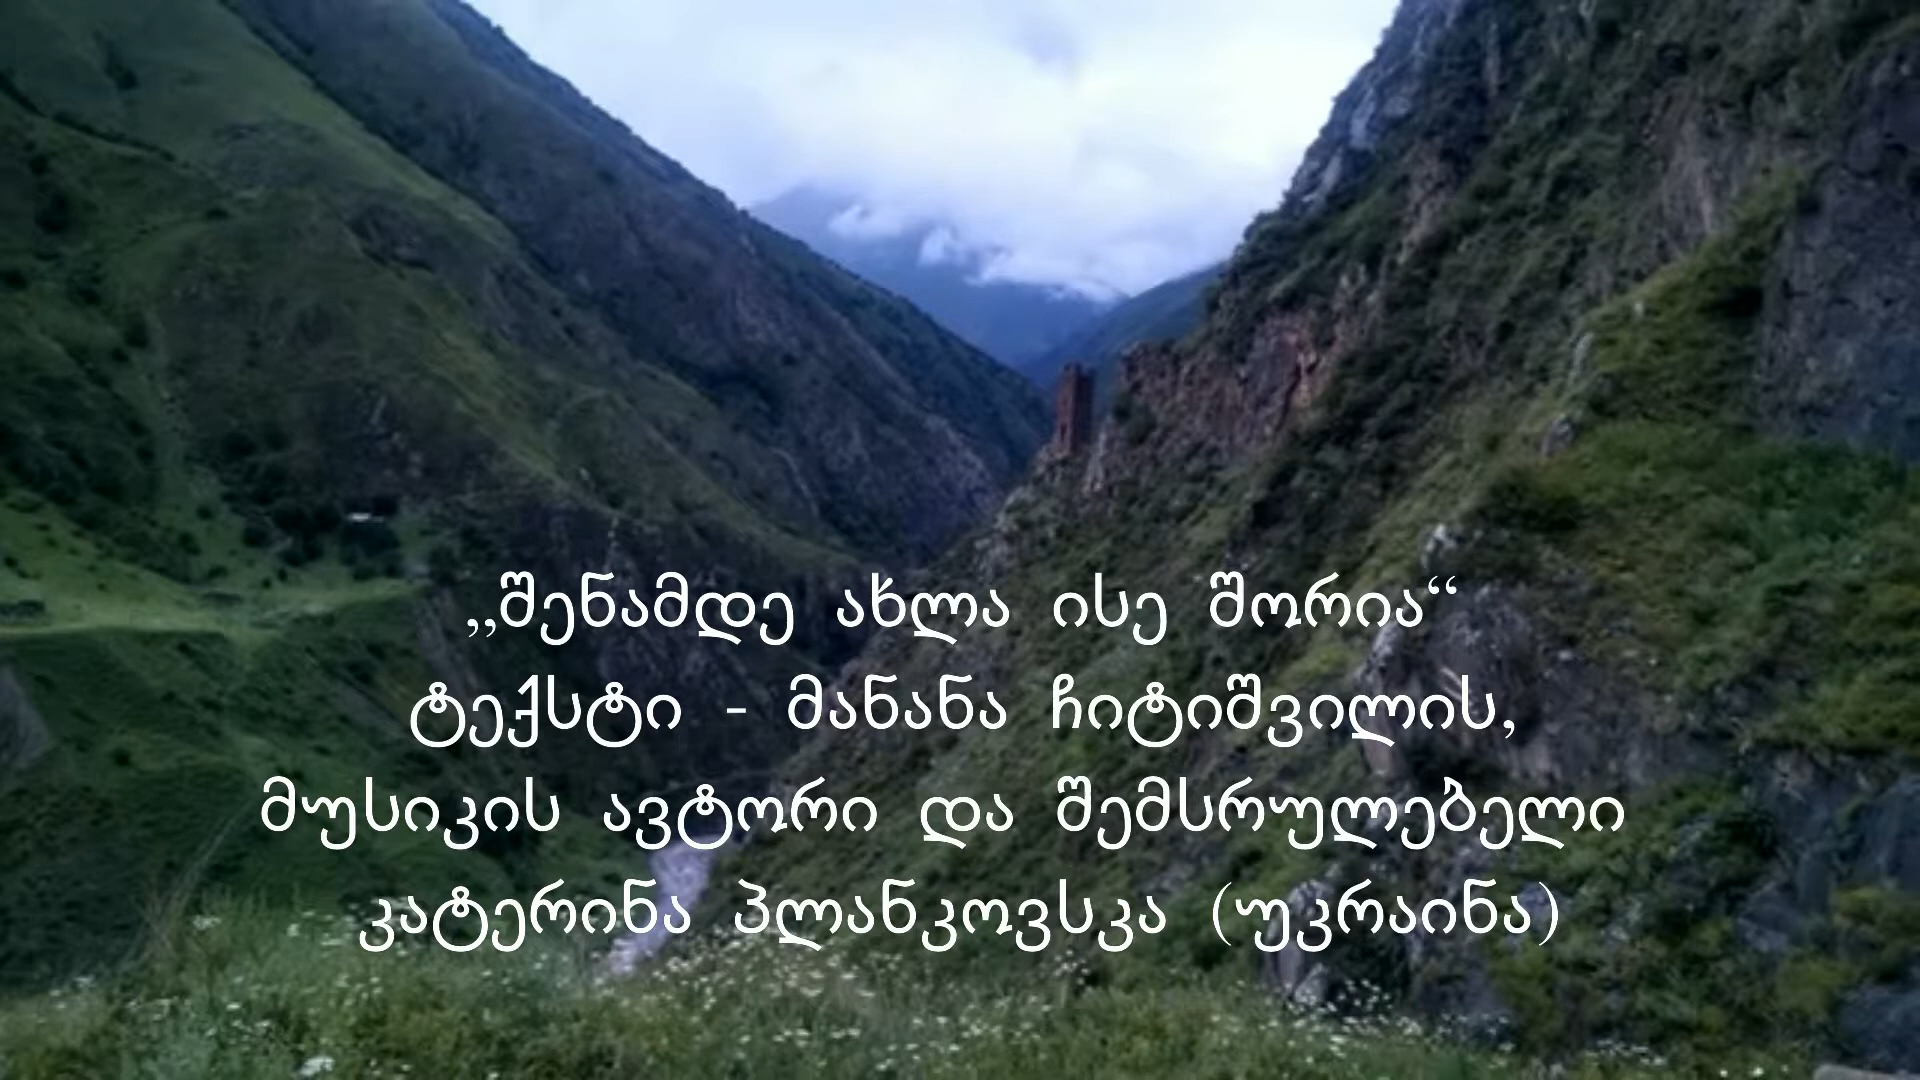 „შენამდე ახლა ისე შორია“
ტექსტი - მანანა ჩიტიშვილის,
მუსიკის ავტორი და შემსრულებელი
კატერინა პლანკოვსკა (უკრაინა)